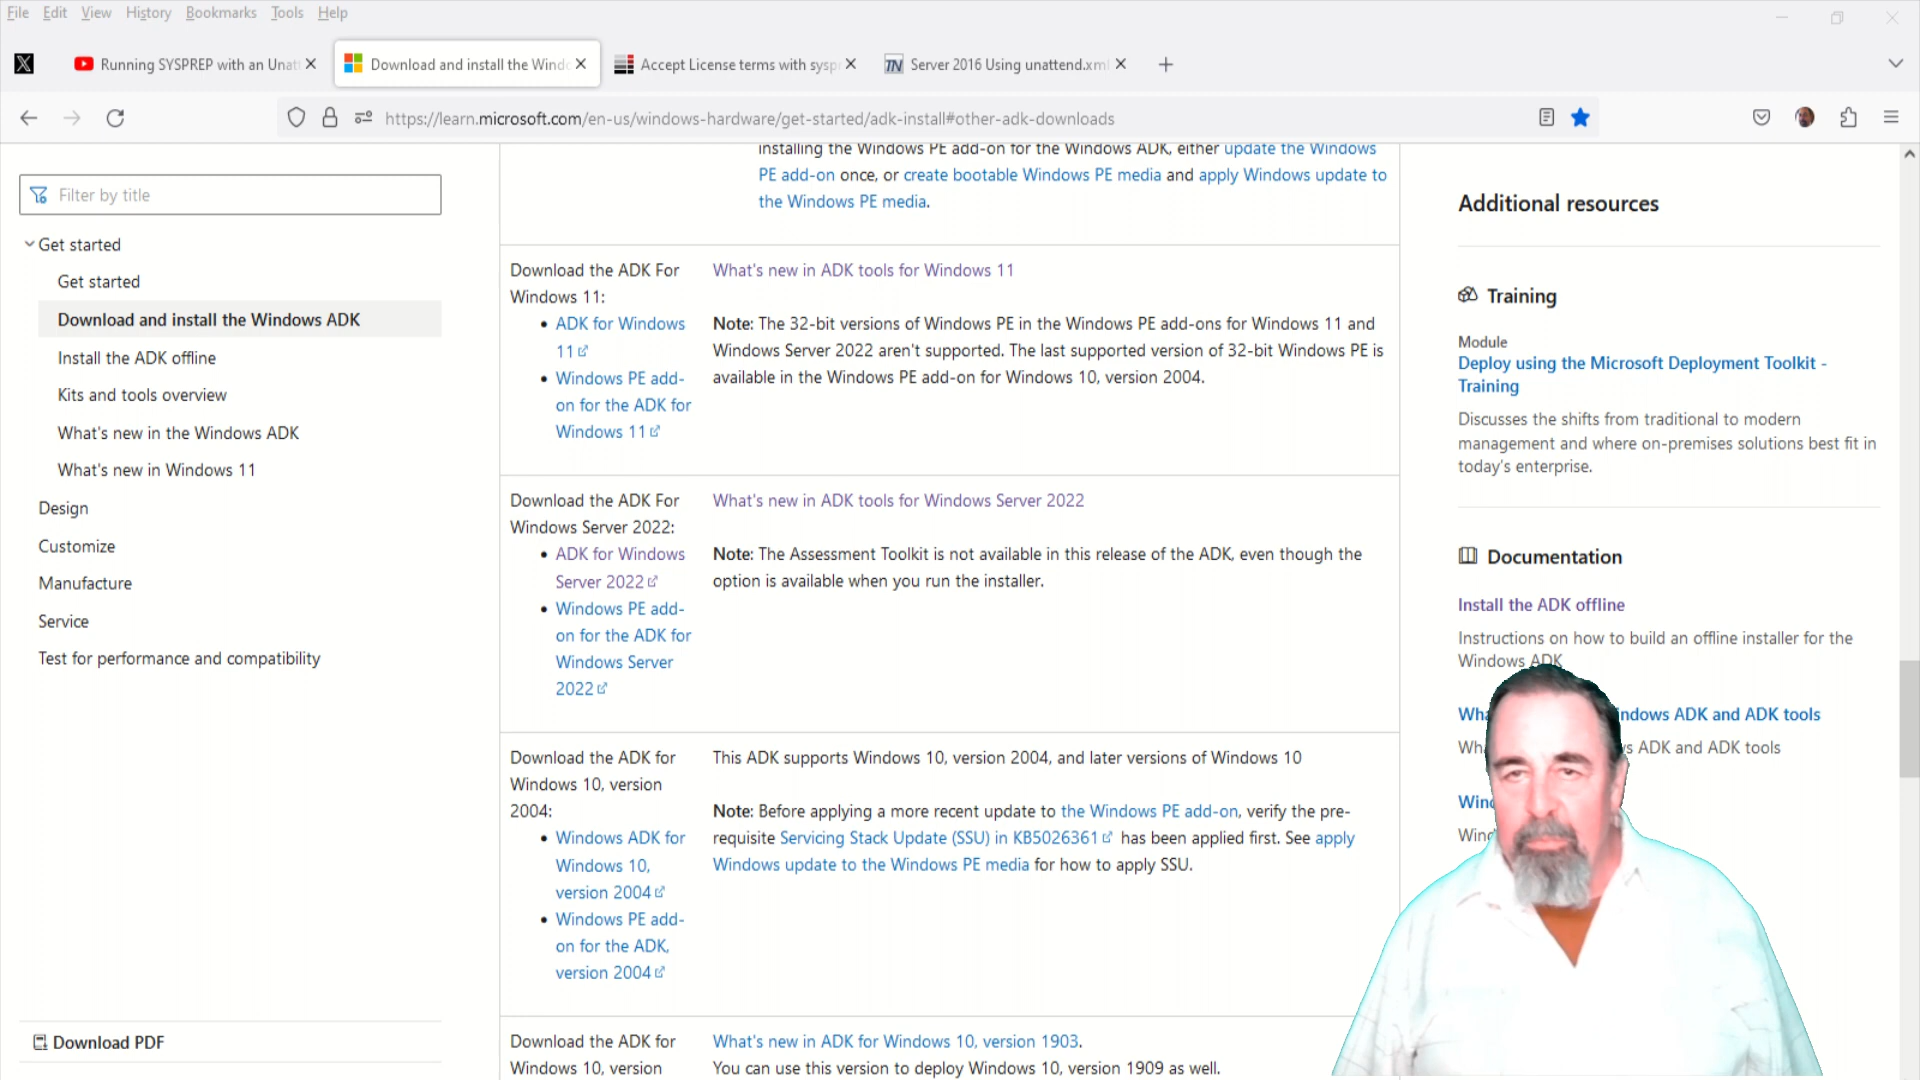 File Edit View History Bookmarks Tools Help
Running SYSPREP with an Unat
Download and install the Windo
Accept License terms with sysp
Server 2016 Using unattend.xml
https://learn.microsoft.com/en-us/windows-hardware/get-started/adk-install#other-adk-downloads
Filter by title
Get started
Get started
Download and install the Windows ADK
Install the ADK offline
Kits and tools overview
What's new in the Windows ADK
What's new in Windows 11
Design
Customize
Manufacture
Service
Test for performance and compatibility
Download PDF
installing the Windows PE add-on for the Windows ADK, either update the Windows
PE add-on once, or create bootable Windows PE media and apply Windows update to
the Windows PE media.
Download the ADK For
Windows 11:
• ADK for Windows
11
• Windows PE add-
on for the ADK for
Windows 11
What's new in ADK tools for Windows 11
Note: The 32-bit versions of Windows PE in the Windows PE add-ons for Windows 11 and
Windows Server 2022 aren't supported. The last supported version of 32-bit Windows PE is
available in the Windows PE add-on for Windows 10, version 2004.
Download the ADK For
Windows Server 2022:
• ADK for Windows
Server 2022
• Windows PE add-
on for the ADK for
Windows Server
2022
What's new in ADK tools for Windows Server 2022
Note: The Assessment Toolkit is not available in this release of the ADK, even though the
option is available when you run the installer.
Download the ADK for
Windows 10, version
2004:
• Windows ADK for
Windows 10,
version 2004
• Windows PE add-
on for the ADK,
version 2004
This ADK supports Windows 10, version 2004, and later versions of Windows 10
Note: Before applying a more recent update to the Windows PE add-on, verify the pre-
requisite Servicing Stack Update (SSU) in KB5026361 has been applied first. See apply
Windows update to the Windows PE media for how to apply SSU.
Download the ADK for
Windows 10, version
What's new in ADK for Windows 10, version 1903.
You can use this version to deploy Windows 10, version 1909 as well.
Additional resources
Training
Module
Deploy using the Microsoft Deployment Toolkit -
Training
Discusses the shifts from traditional to modern
management and where on-premises solutions best fit in
today's enterprise.
Documentation
Install the ADK offline
Instructions on how to build an offline installer for the
Windows ADK
ndows ADK and ADK tools
ADK and ADK tools